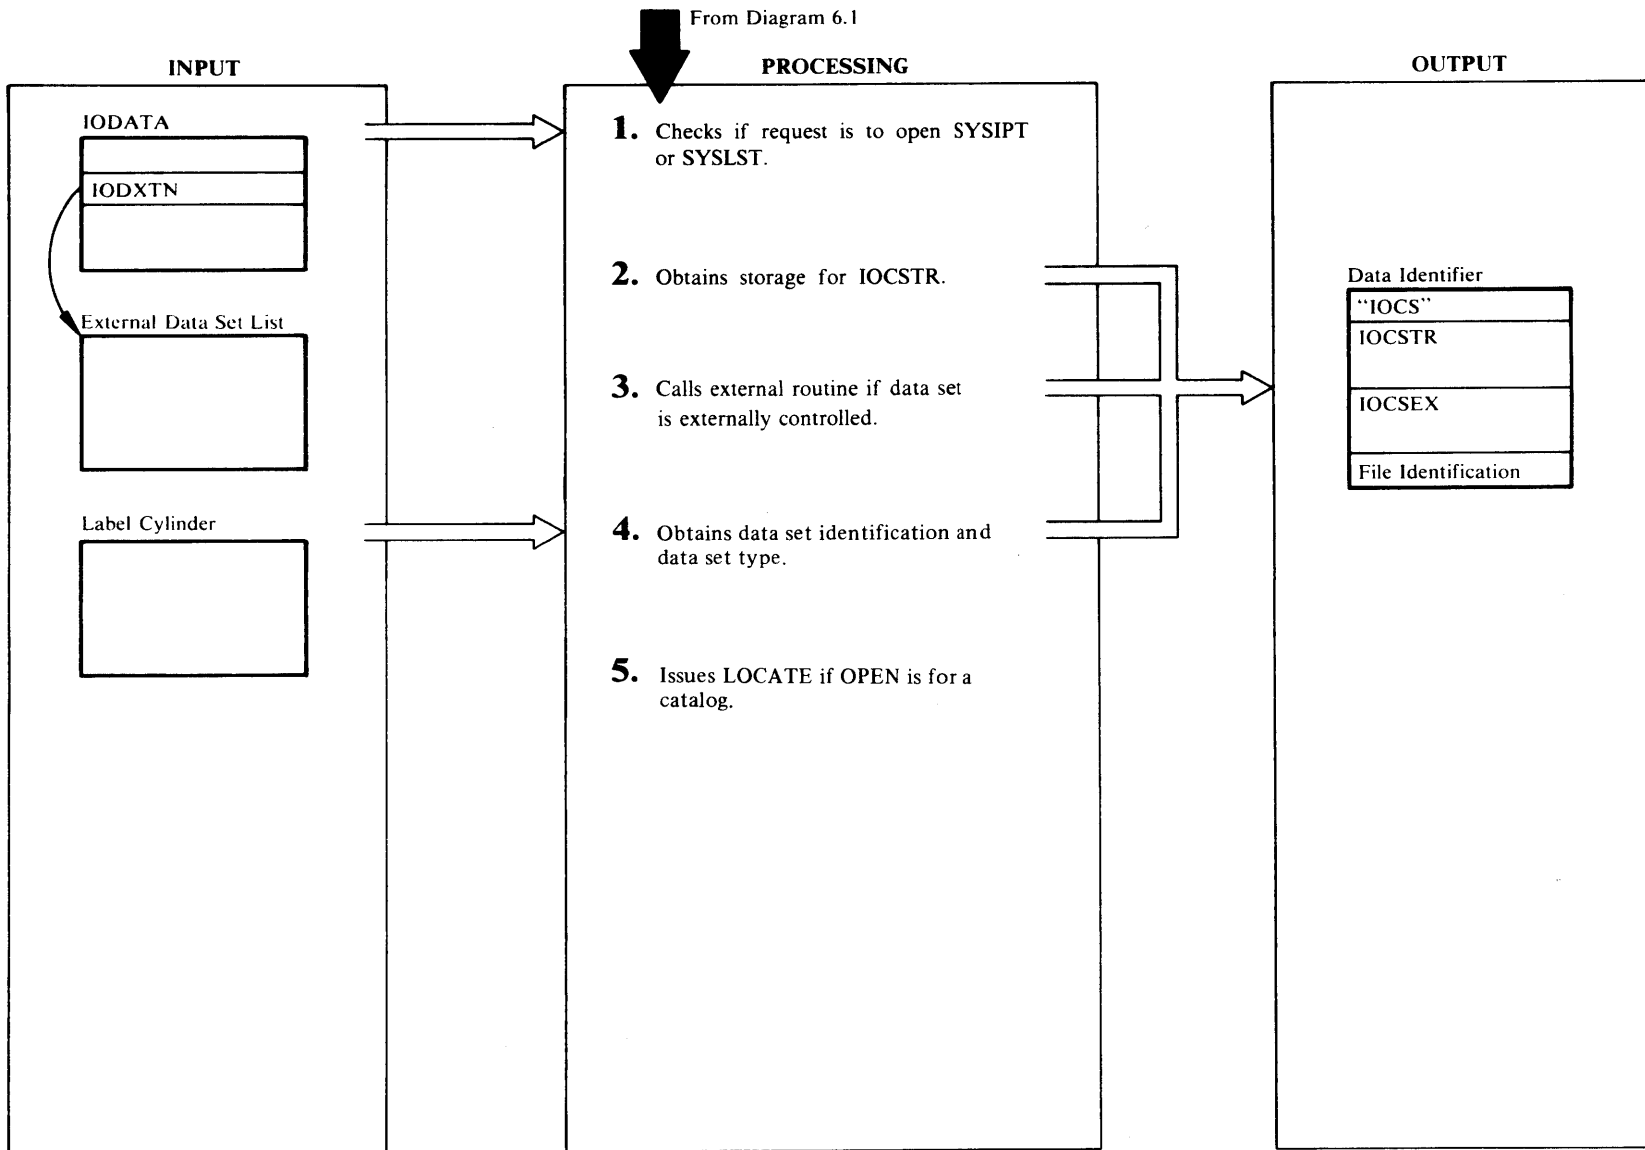 From Diagram 6.1
INPUT
PROCESSING
OUTPUT
IODATA
IODXTN
External Data Set List
Label Cylinder
1. Checks if request is to open SYSIPT
or SYSLST.
2. Obtains storage for IOCSTR.
3. Calls external routine if data set
is externally controlled.
4. Obtains data set identification and
data set type.
5. Issues LOCATE if OPEN is for a
catalog.
Data Identifier
“IOCS”
IOCSTR
IOCSEX
File Identification